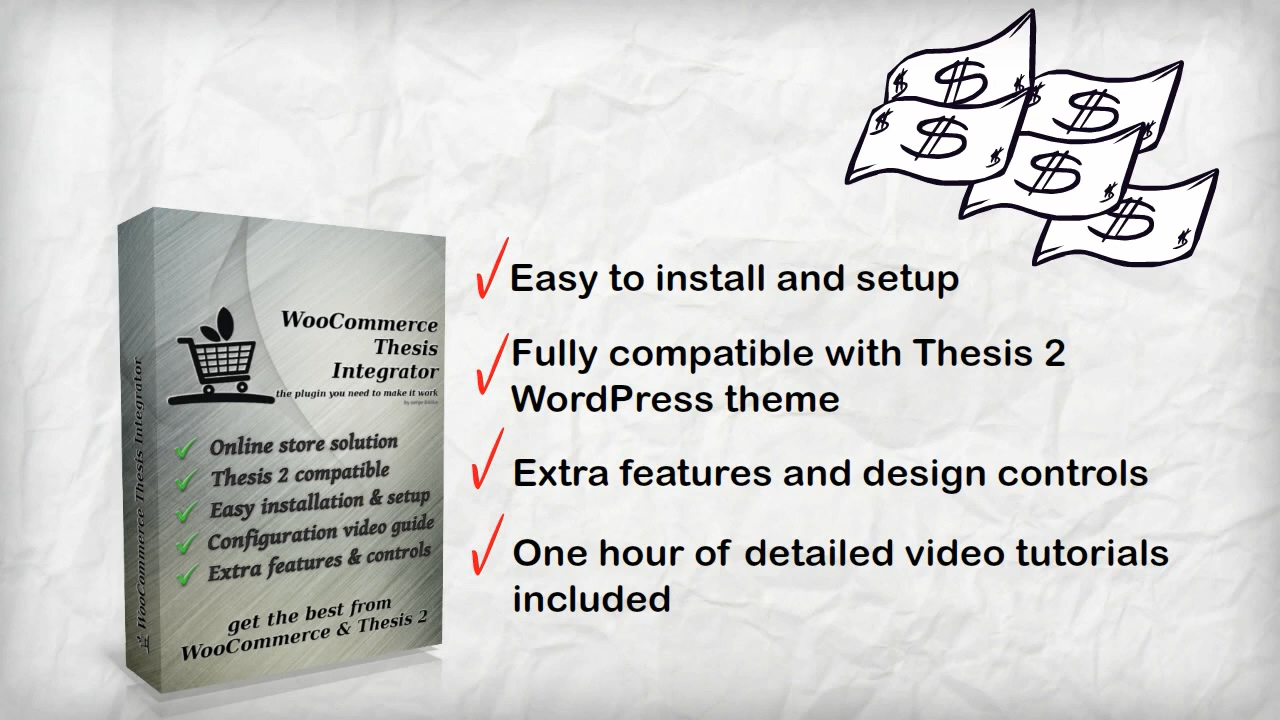 WooCommerce
Thesis
Integrator
the plugin you need to make it work
Online store solution
Thesis 2 compatible
Easy installation & setup
Configuration video guide
Extra features & controls
get the best from
WooCommerce & Thesis 2
WooCommerce Thesis Integrator
Easy to install and setup
Fully compatible with Thesis 2
WordPress theme
Extra features and design controls
One hour of detailed video tutorials
included
$
$
$
$
$